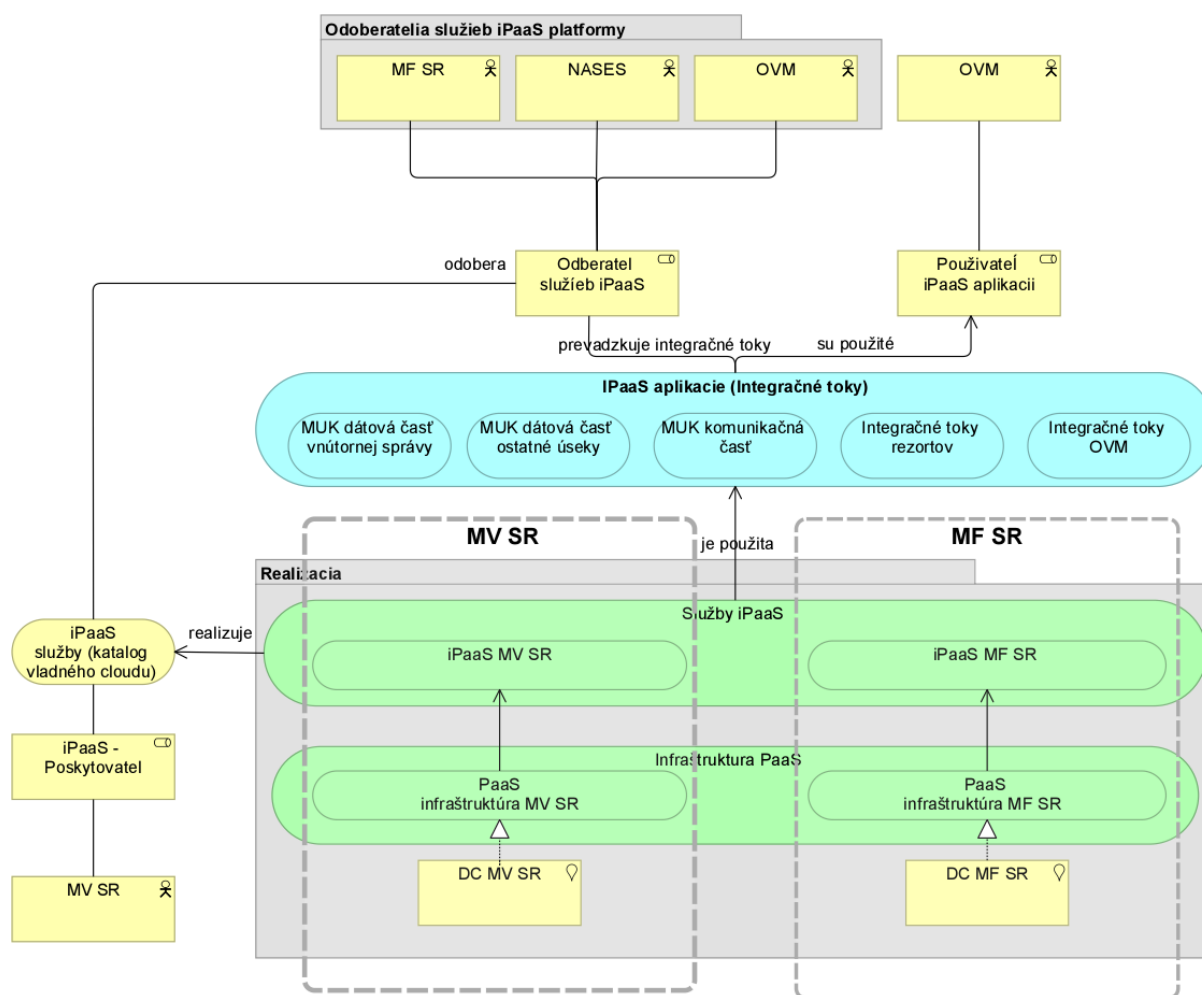 Odoberatelia služieb iPaaS platformy
MF SR
NASES
OVM
OVM
odobera
Odberatel
služíeb iPaaS
Použivateĺ
iPaaS aplikacii
prevadzkuje integračné toky
su použité
IPaaS aplikacie (Integračné toky)
MUK dátová časť
vnútornej správy
MUK dátová časť
ostatné úseky
MUK komunikačná
časť
Integračné toky
rezortov
Integračné toky
OVM
MV SR
je použita
MF SR
Realizacia
Služby iPaaS
iPaaS
služby (katalog
vladného cloudu)
realizuje
iPaaS MV SR
iPaaS MF SR
iPaaS -
Poskytovatel
Infraštruktura PaaS
PaaS
infraštruktúra MV SR
PaaS
infraštruktúra MF SR
MV SR
DC MV SR
DC MF SR